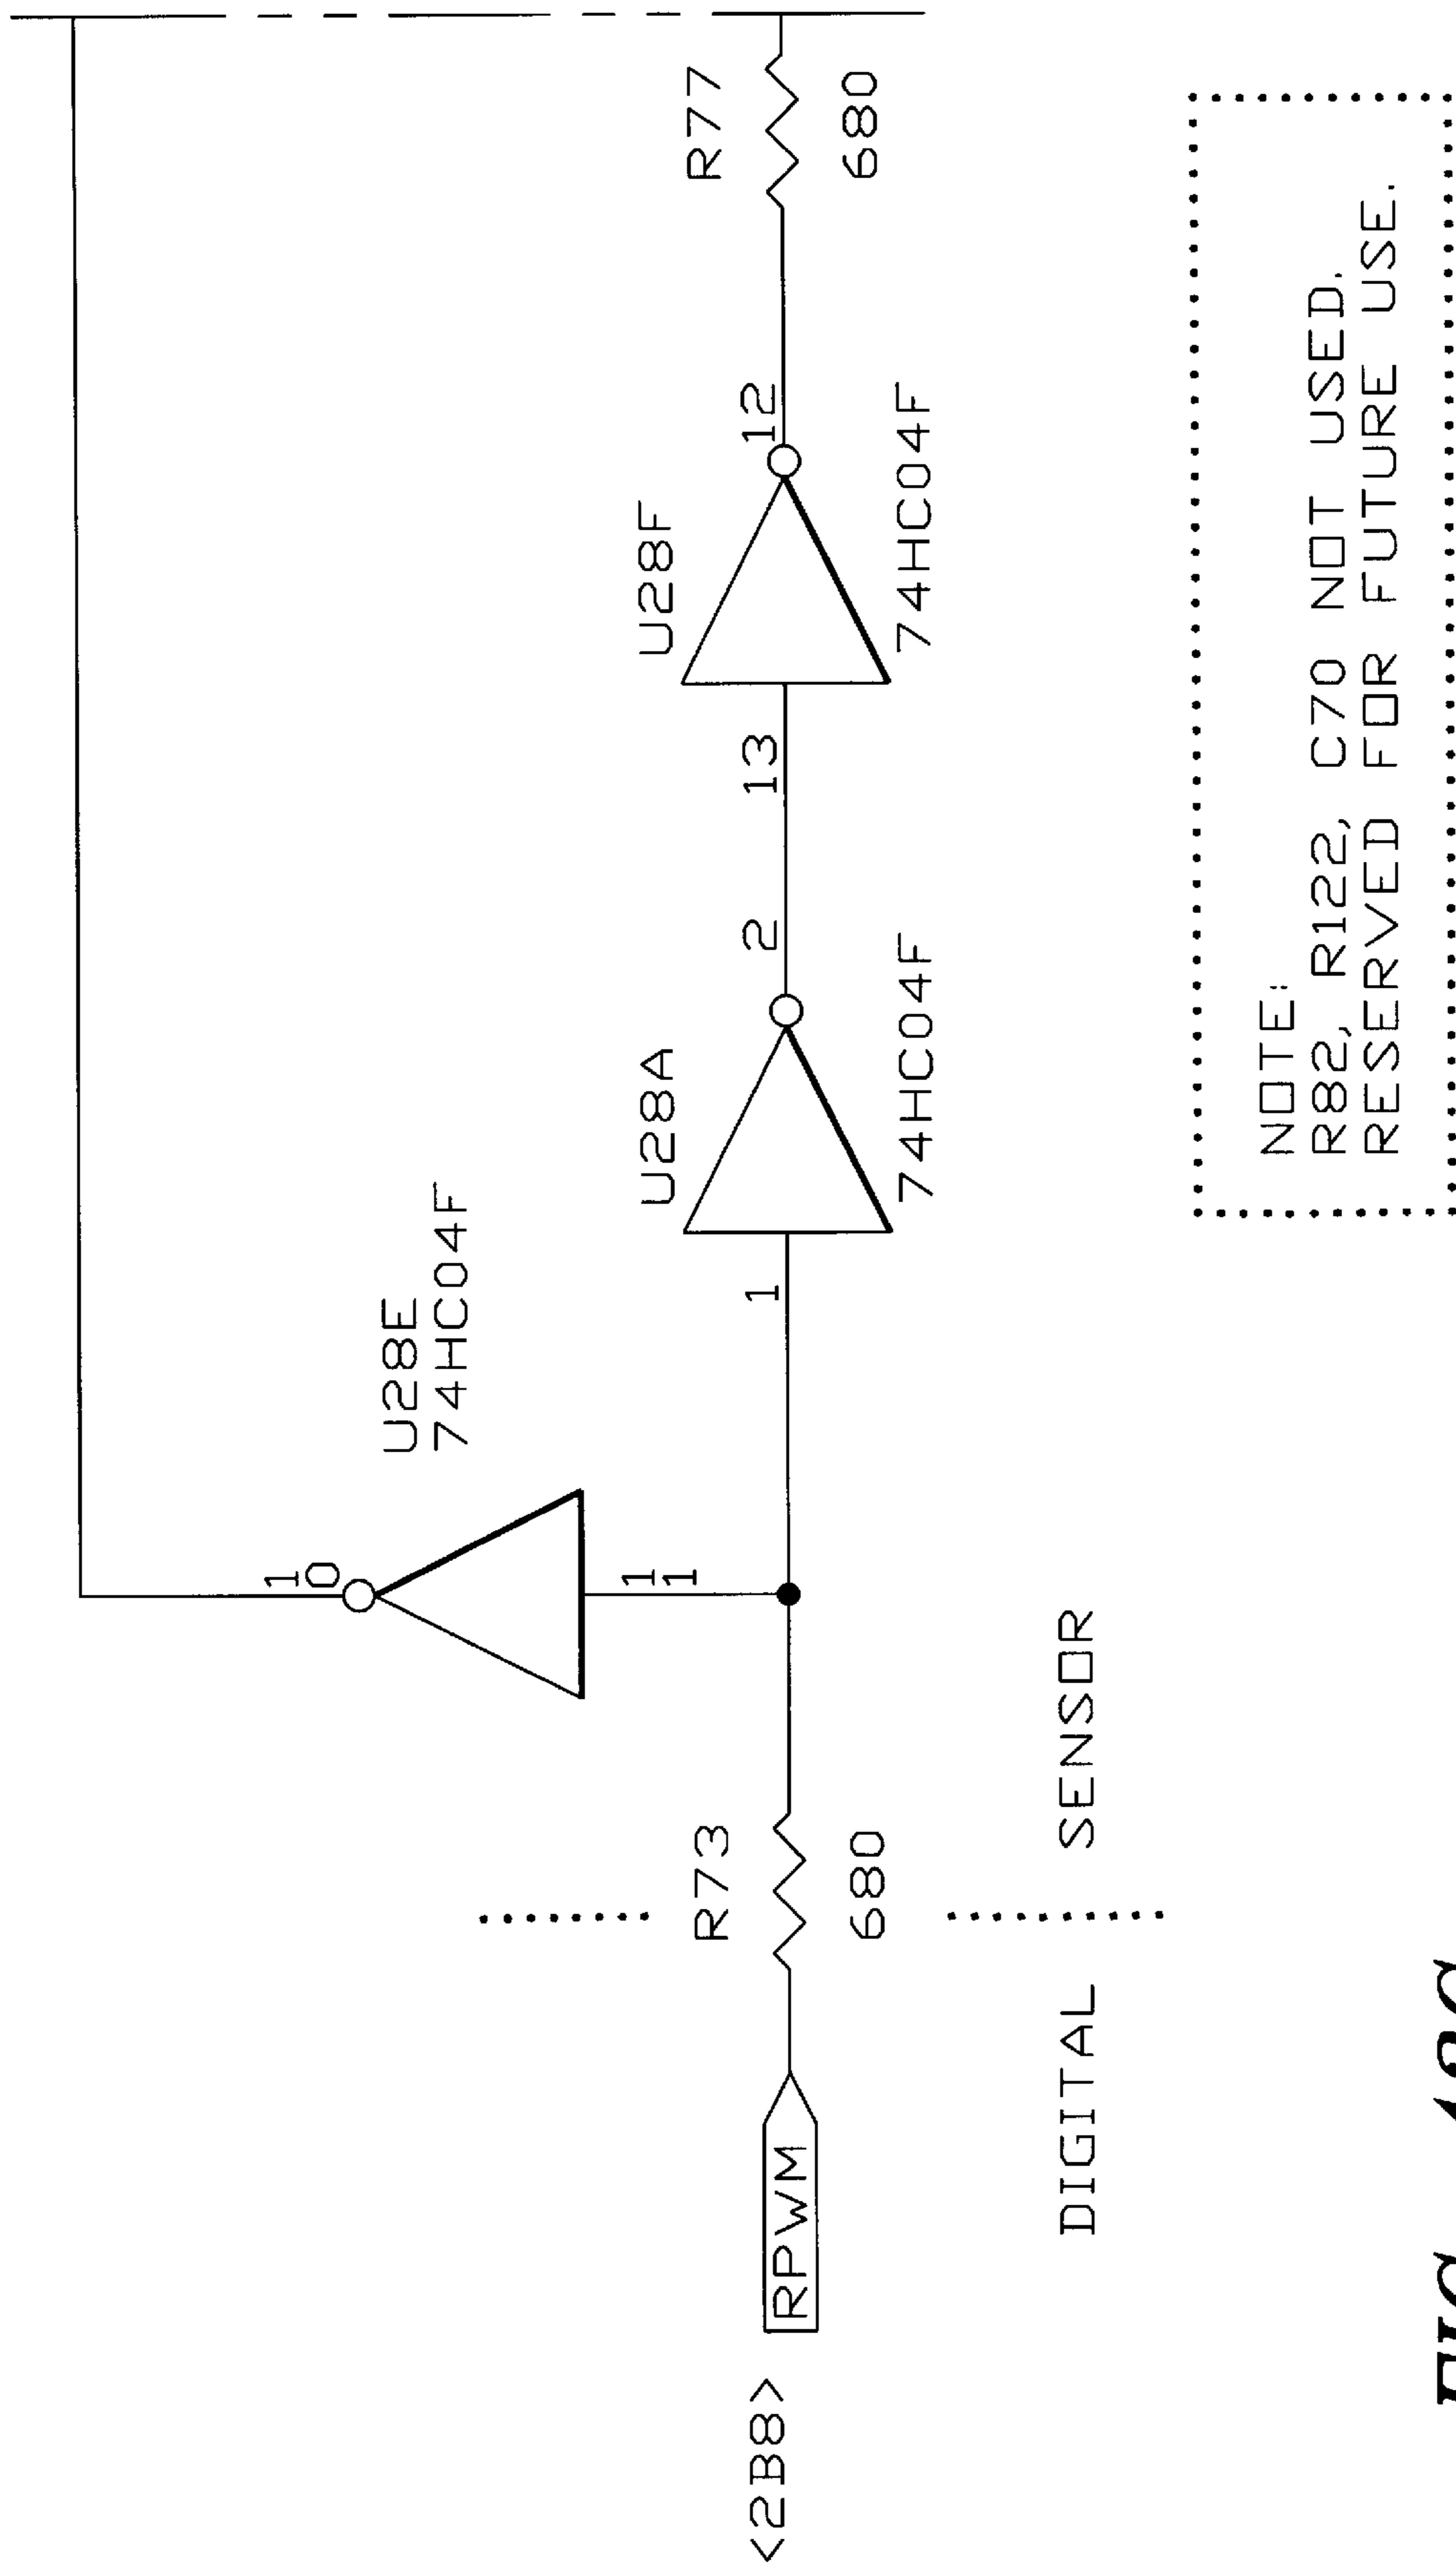 U28E
74HC04F
10
11
<2B8>
RPWM
R73
680
1
U28A
74HC04F
2
13
U28F
74HC04F
12
R77
680
DIGITAL
SENSOR
NOTE:
R82, R122, C70 NOT USED.
RESERVED FOR FUTURE USE.